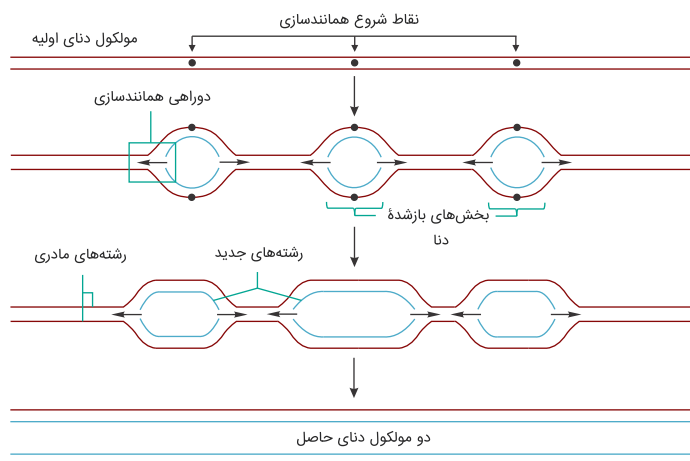 نقاط شروع همانندسازی
مولکول دنای اولیه
دوراهی همانندسازی
بخش‌های بازشدهٔ
دنا
رشته‌های جدید
رشته‌های مادری
دو مولکول دنای حاصل